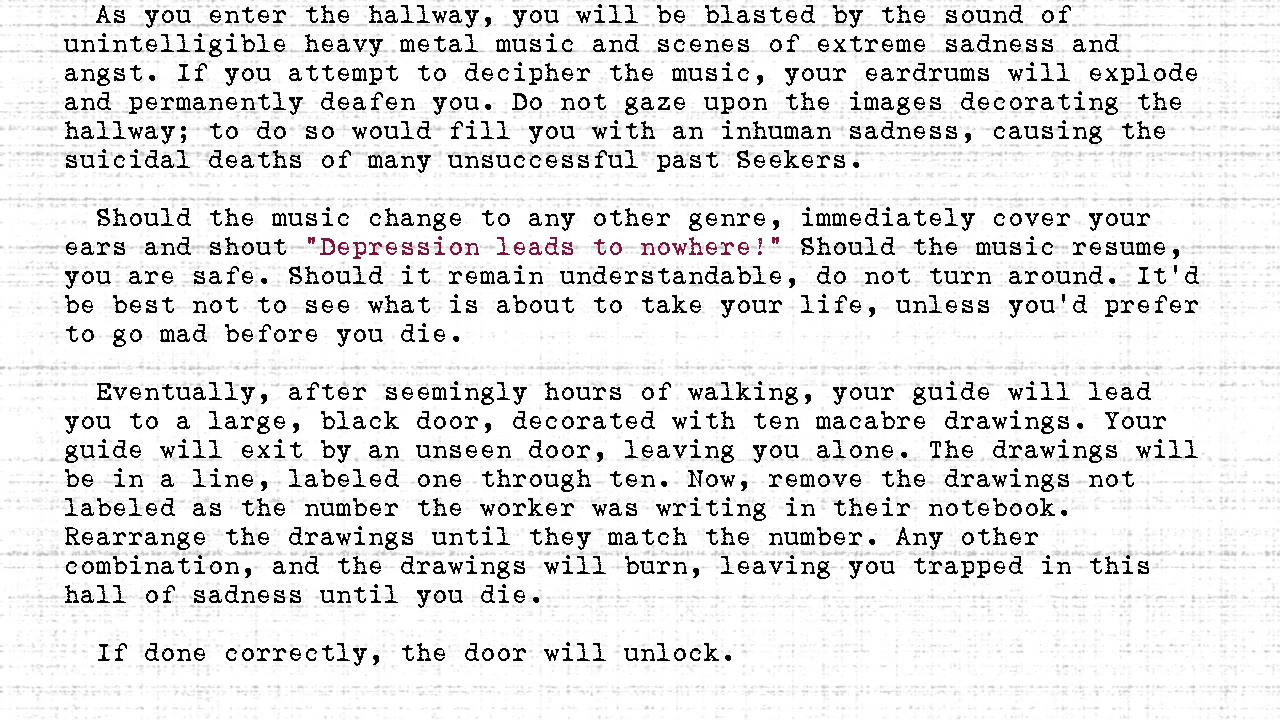 As you enter the hallway, you will be blasted by the sound of
unintelligible heavy metal music and scenes of extreme sadness and
angst. If you attempt to decipher the music, your eardrums will explode
and permanently deafen you. Do not gaze upon the images decorating the
hallway; to do so would fill you with an inhuman sadness, causing the
suicidal deaths of many unsuccessful past Seekers.
Should the music change to any other genre, immediately cover your
ears and shout "Depression leads to nowhere!" Should the music resume,
you are safe. Should it remain understandable, do not turn around. It'd
be best not to see what is about to take your life, unless you'd prefer
to go mad before you die.
Eventually, after seemingly hours of walking, your guide will lead
you to a large, black door, decorated with ten macabre drawings. Your
guide will exit by an unseen door, leaving you alone. The drawings will
be in a line, labeled one through ten. Now, remove the drawings not
labeled as the number the worker was writing in their notebook.
Rearrange the drawings until they match the number. Any other
combination, and the drawings will burn, leaving you trapped in this
hall of sadness until you die.
If done correctly, the door will unlock.